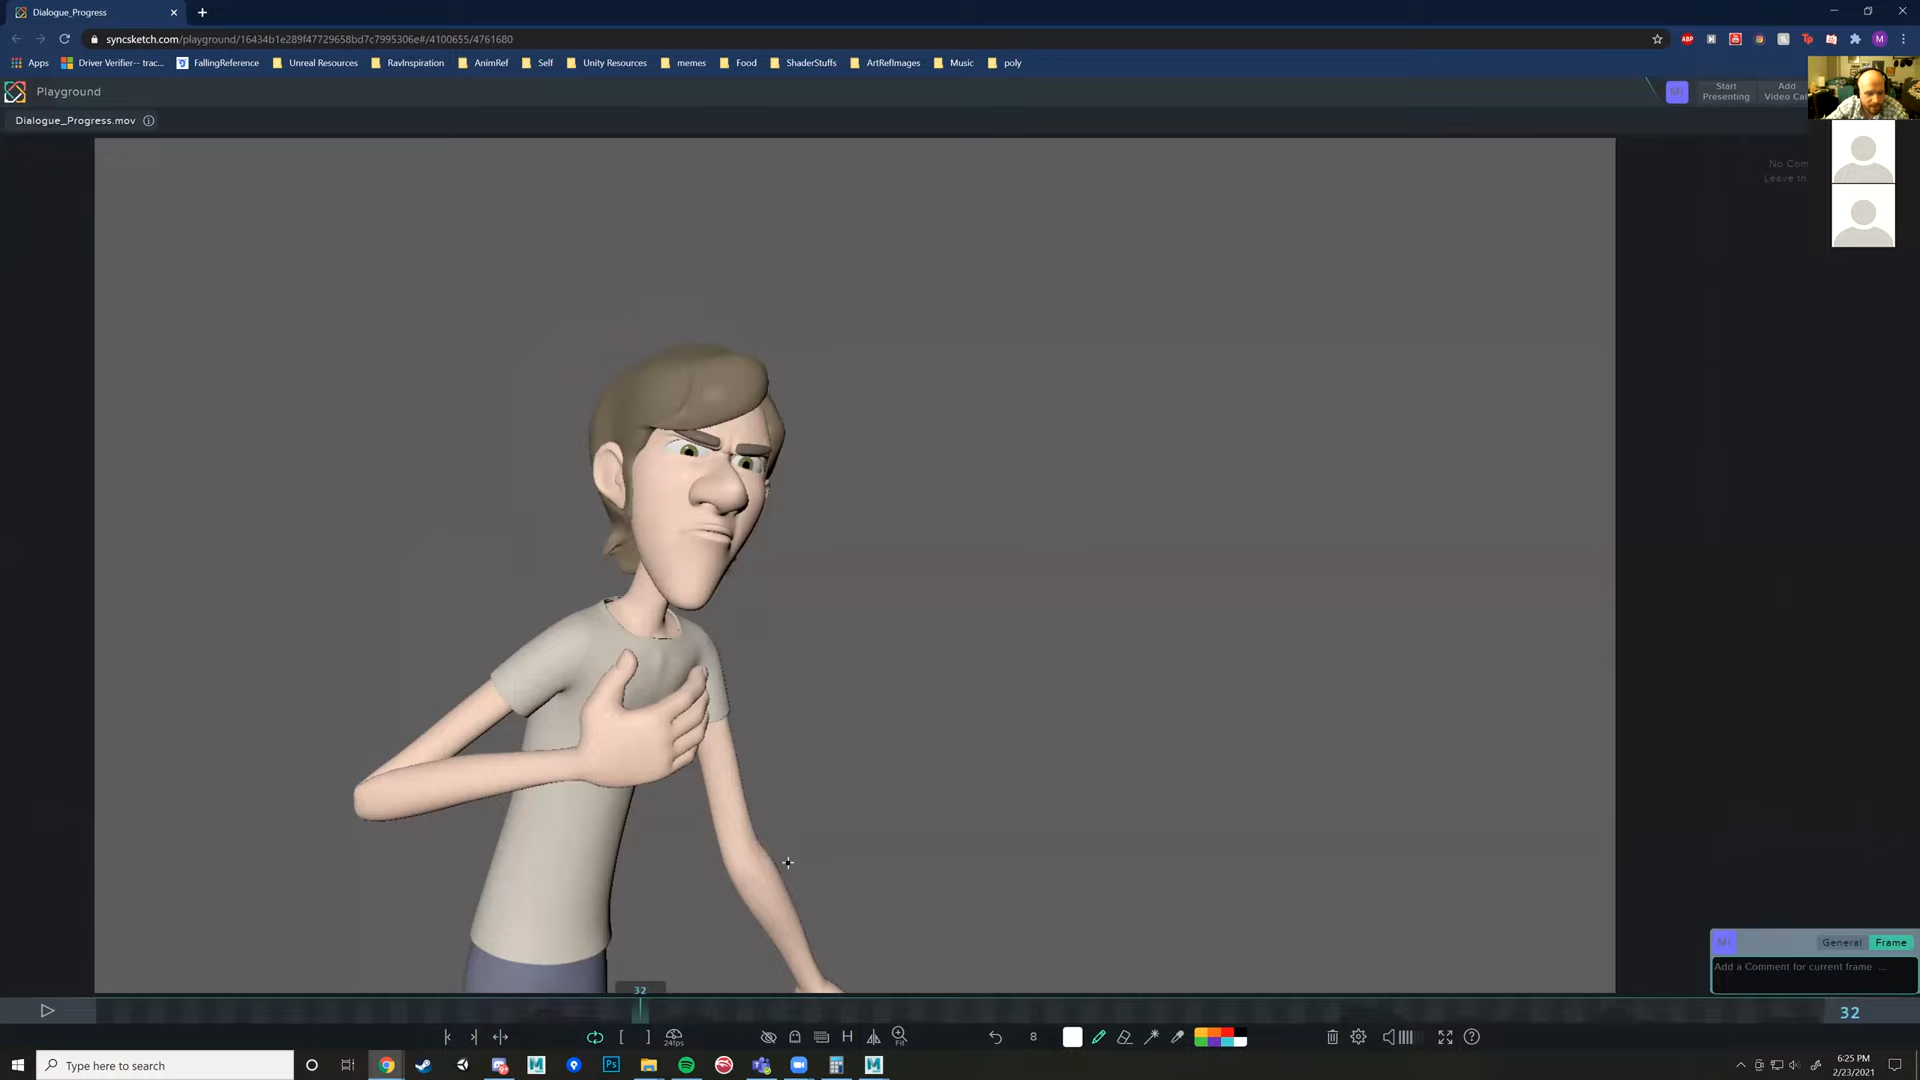 Dialogue_Progress
syncsketch.com/playground/16434b1e289f47729658bd7c7995306e#/4100655/4761680
Apps Driver Verifier-- trac... FallingReference Unreal Resources RavInspiration AnimRef Self Unity Resources memes Food ShaderStuffs ArtRefImages Music poly
Playground
MI
Start
Presenting
Add
Video Cal
Dialogue_Progress.mov
No Com
Leave th
MI
General Frame
Add a Comment for current frame ...
32
32
24fps
H
Fit
8
Type here to search
6:25 PM
2/23/2021